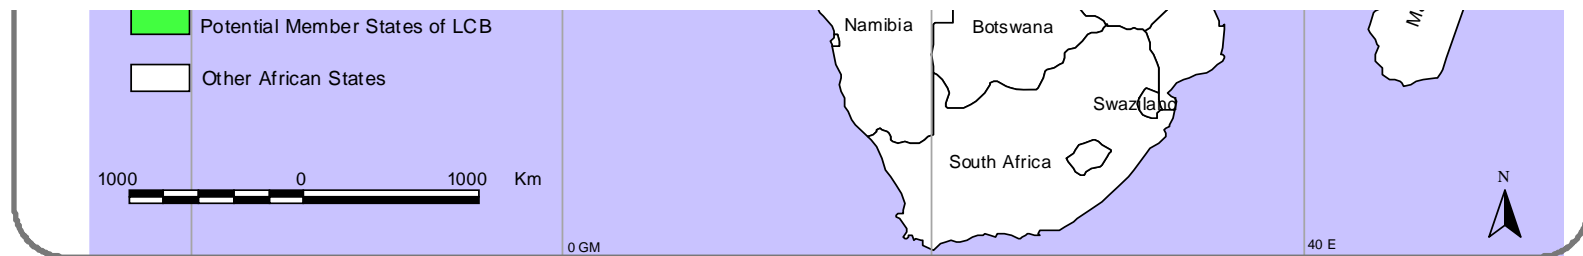 Potential Member States of LCB
Other African States
1000 0 1000 Km
Namibia
Botswana
Swaziland
South Africa
0 GM
40 E
N